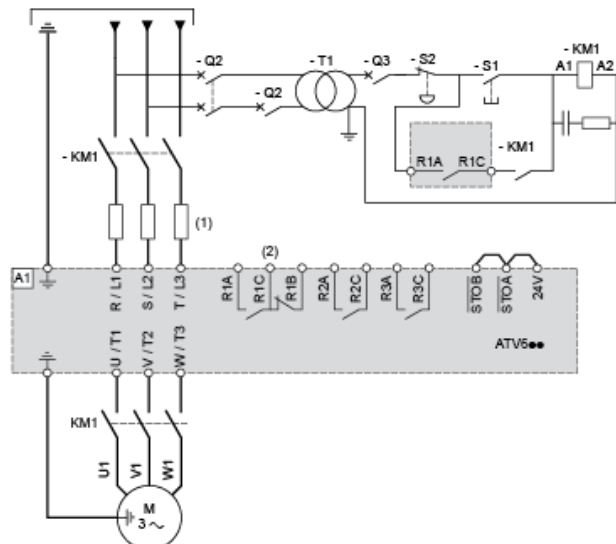 - Q2
- T1
- Q3
- S2
- S1
- KM1
A1
A2
- Q2
- KM1
R1A
R1C
- KM1
(1)
(2)
A1
R / L1
S / L2
T / L3
R1A
R1C
R1B
R2A
R2C
R3A
R3C
STOB
STOA
24V
U / T1
V / T2
W / T3
ATV6●●
KM1
U1
V1
W1
M
3 ~